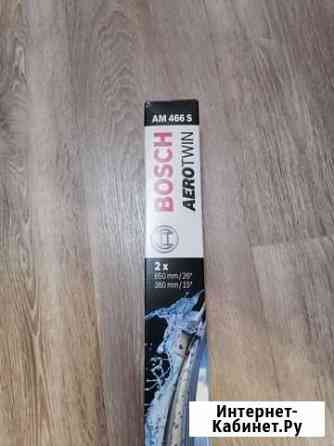 AM 466 S
BOSCH
AEROTWIN
2 x
650 mm / 26"
380 mm / 15"
Интернет-
Кабинет.Ру